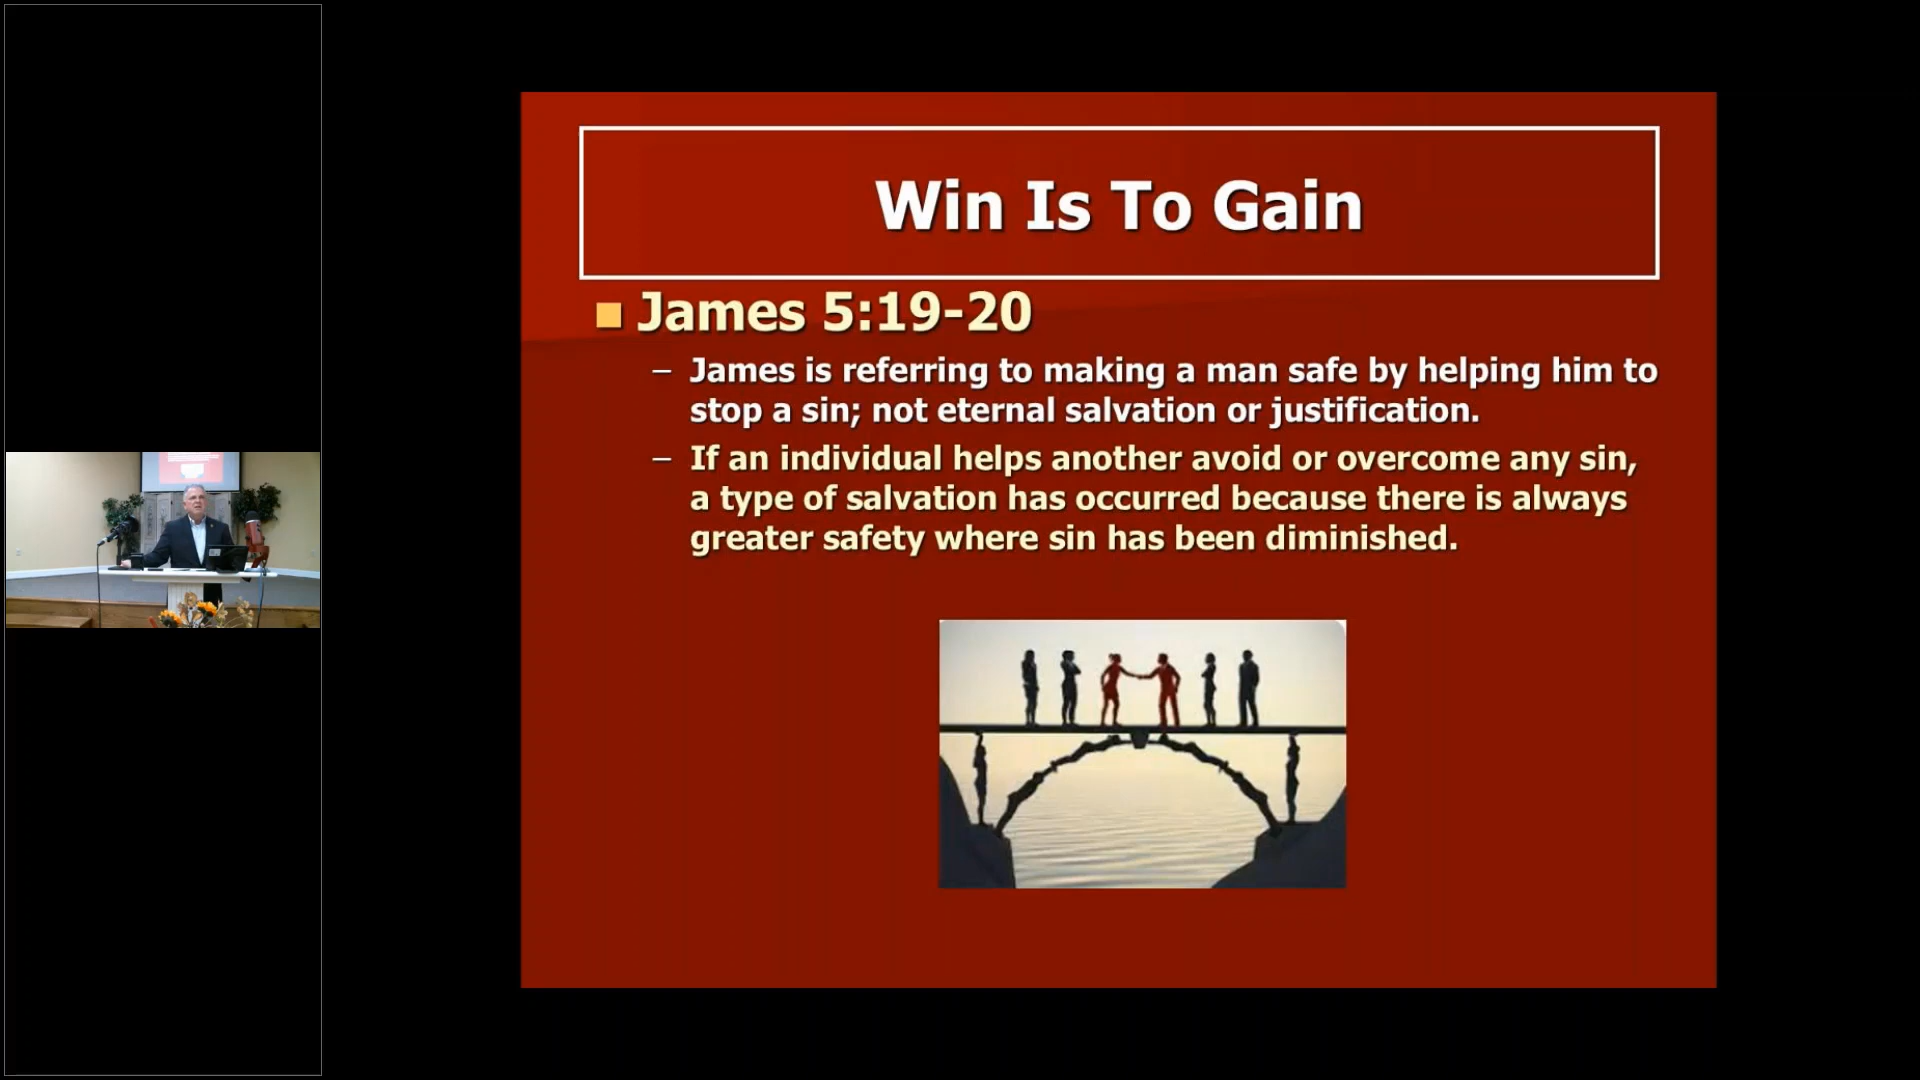 Win Is To Gain
James 5:19-20
– James is referring to making a man safe by helping him to
stop a sin; not eternal salvation or justification.
– If an individual helps another avoid or overcome any sin,
a type of salvation has occurred because there is always
greater safety where sin has been diminished.